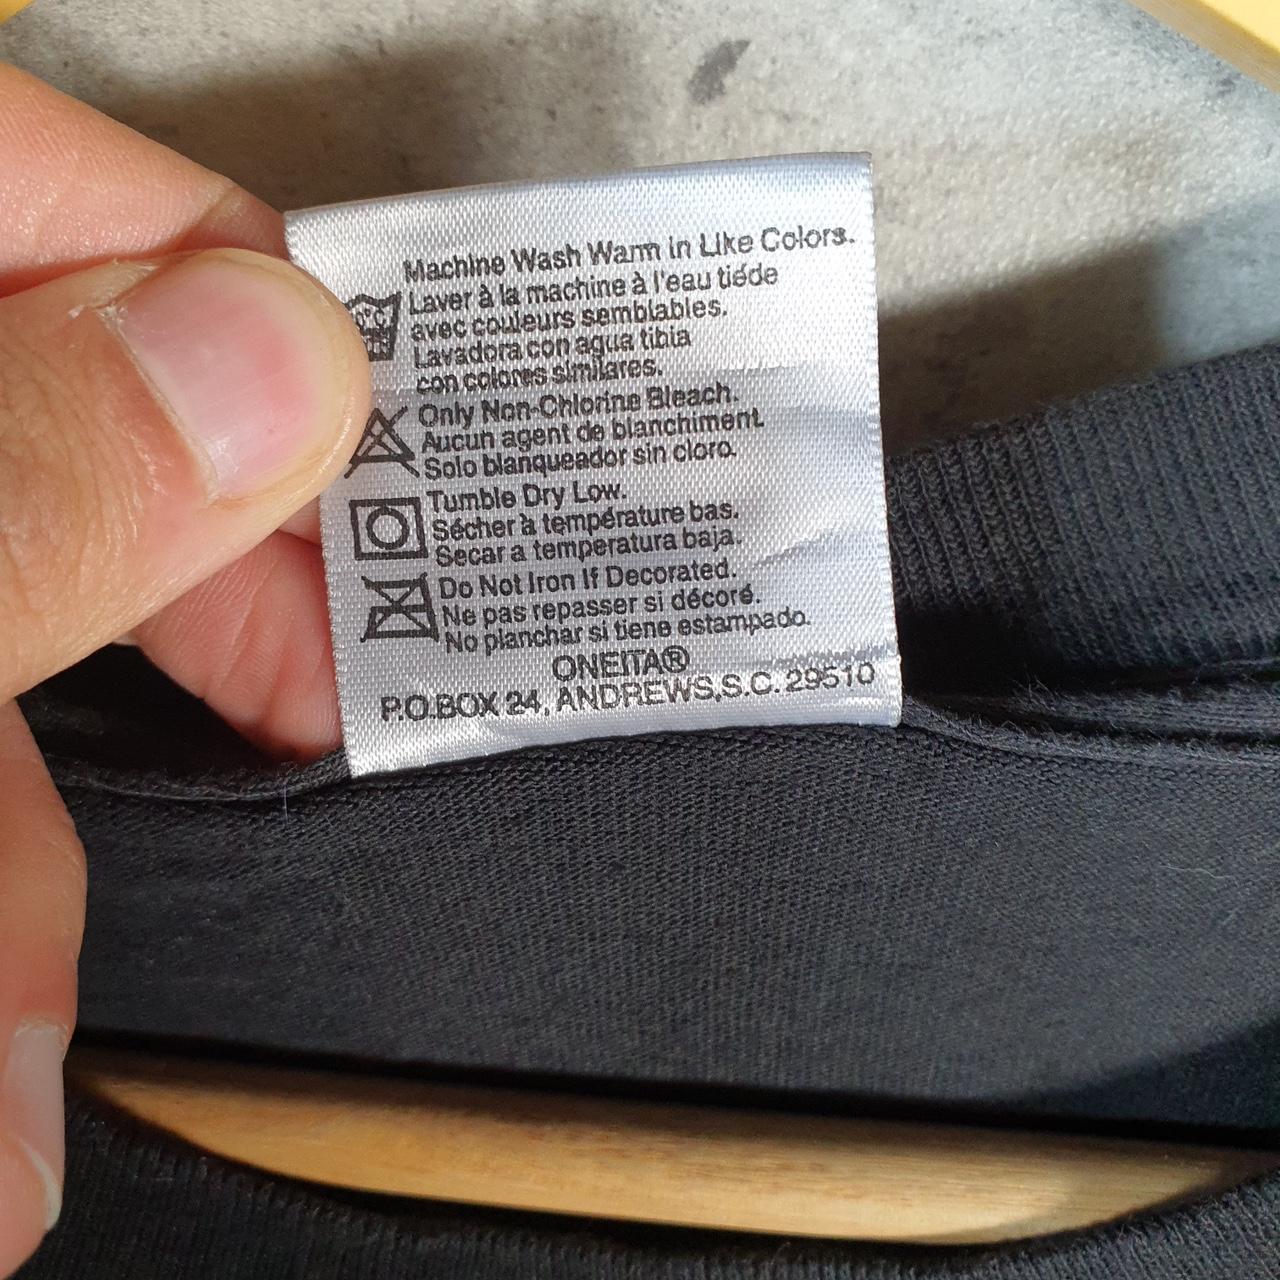 Machine Wash Warm in Like Colors.
Laver à la machine à l'eau tiéde
avec couleurs semblables.
Lavadora con agua tibia
con colores similares.
Only Non-Chlorine Bleach.
Aucun agent de blanchiment.
Solo blanqueador sin cloro.
Tumble Dry Low.
Sécher à température bas.
Secar a temperatura baja.
Do Not Iron If Decorated.
Ne pas repasser si décoré.
No planchar si tiene estampado.
ONEITA®
P.O.BOX 24, ANDREWS,S.C. 29510